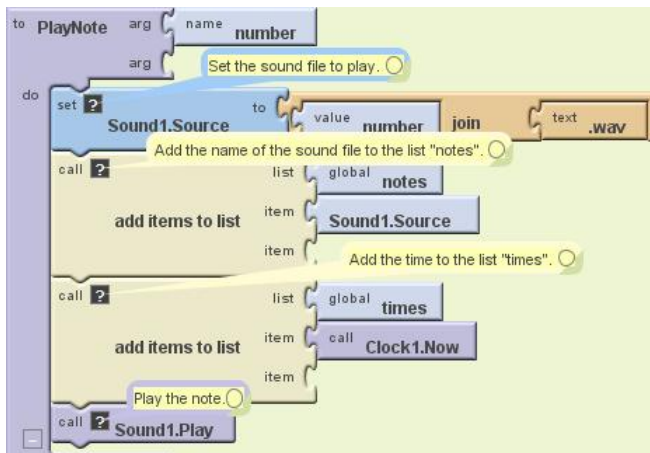 to PlayNote arg name number
arg
Set the sound file to play.
do
set ? Sound1.Source to value number join text .wav
Add the name of the sound file to the list "notes".
call ? add items to list list global notes
item Sound1.Source
item
Add the time to the list "times".
call ? add items to list list global times
item call Clock1.Now
item
Play the note.
call ? Sound1.Play